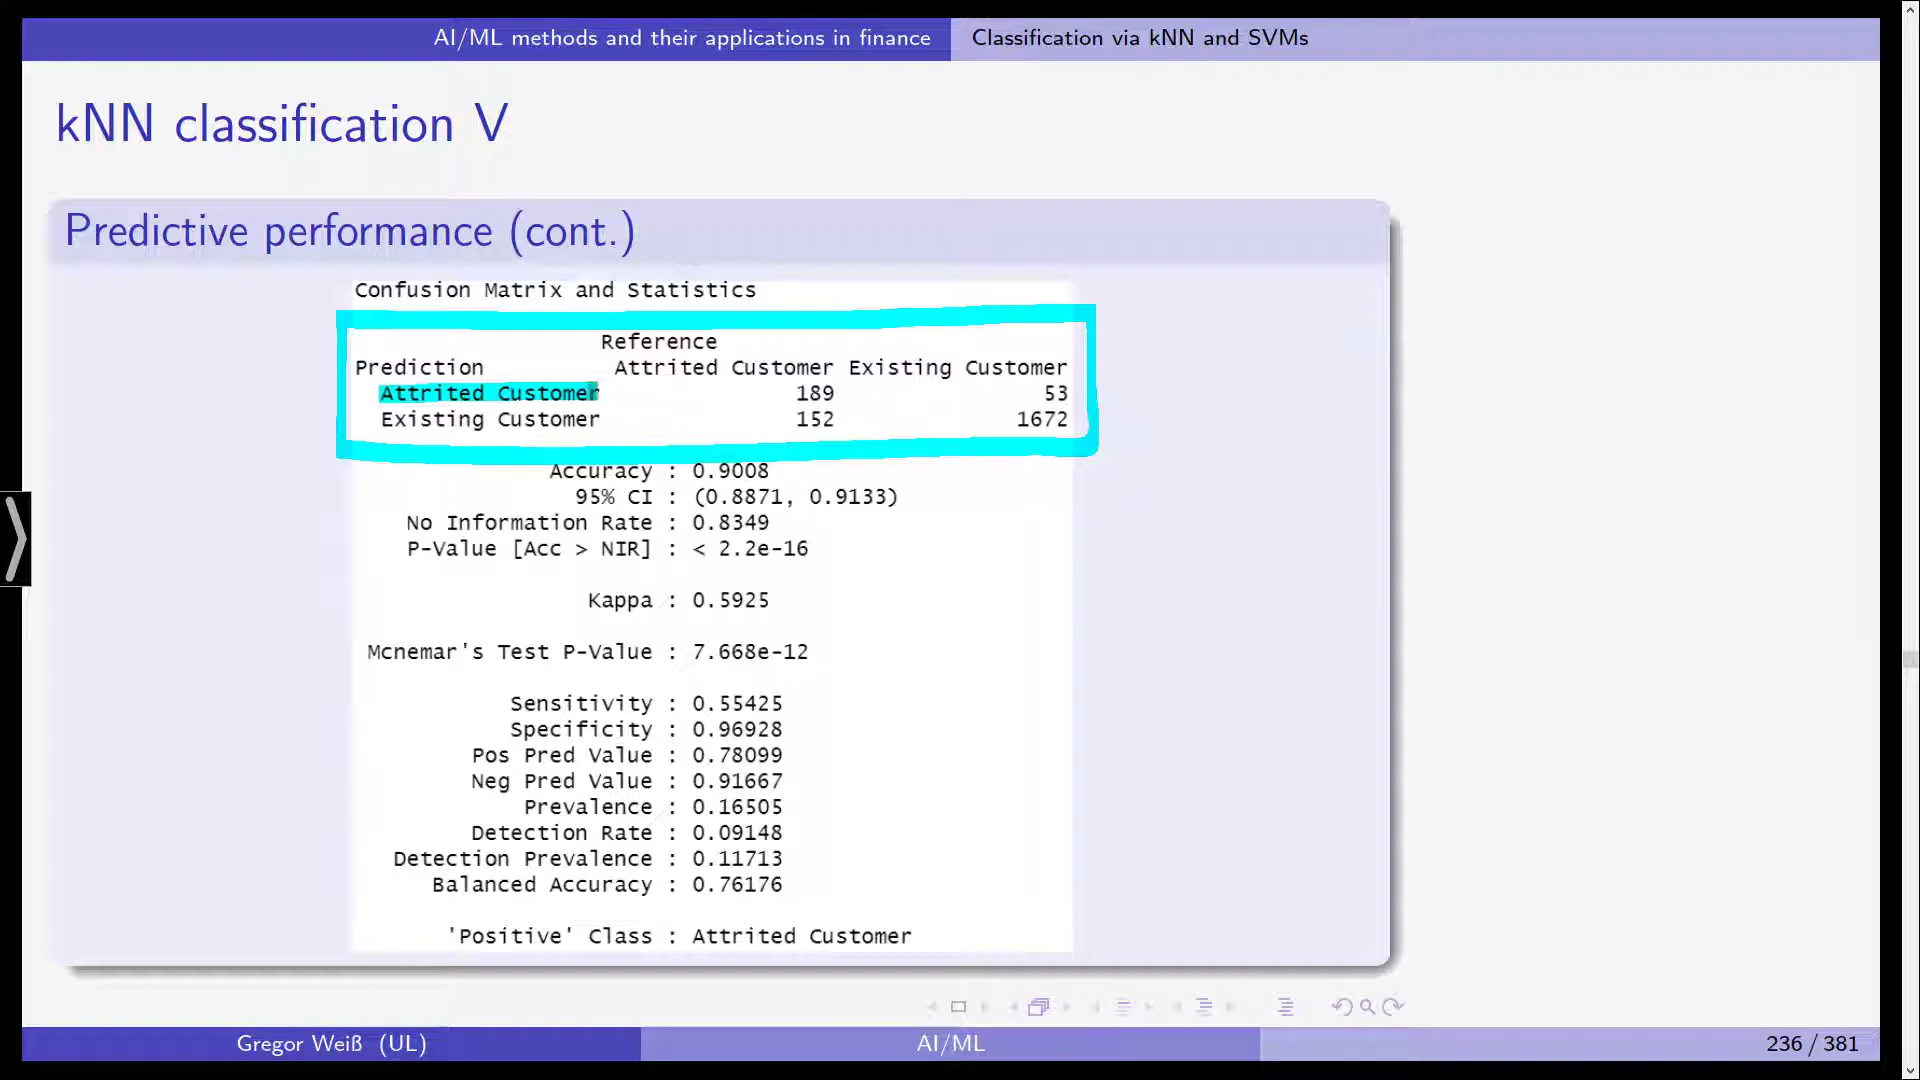 AI/ML methods and their applications in finance Classification via kNN and SVMs
kNN classification V
Predictive performance (cont.)
Confusion Matrix and Statistics
Reference
Prediction Attrited Customer Existing Customer
Attrited Customer 189 53
Existing Customer 152 1672
Accuracy : 0.9008
95% CI : (0.8871, 0.9133)
No Information Rate : 0.8349
P-Value [Acc > NIR] : < 2.2e-16
Kappa : 0.5925
Mcnemar's Test P-Value : 7.668e-12
Sensitivity : 0.55425
Specificity : 0.96928
Pos Pred Value : 0.78099
Neg Pred Value : 0.91667
Prevalence : 0.16505
Detection Rate : 0.09148
Detection Prevalence : 0.11713
Balanced Accuracy : 0.76176
'Positive' Class : Attrited Customer
Gregor Weiß (UL) AI/ML 236 / 381